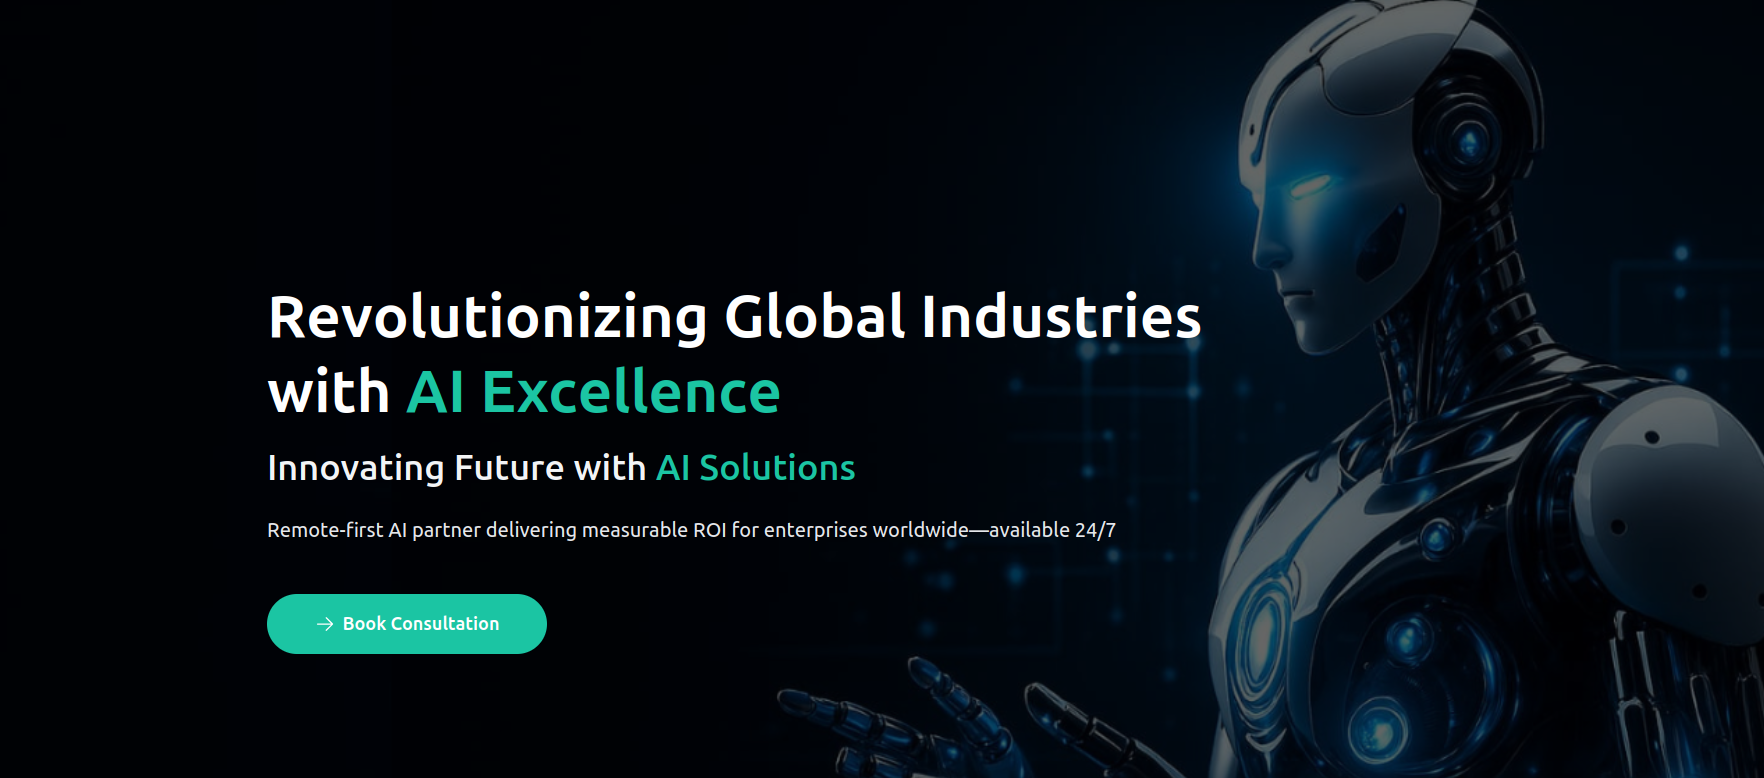 Revolutionizing Global Industries
with AI Excellence
Innovating Future with AI Solutions
Remote-first AI partner delivering measurable ROI for enterprises worldwide—available 24/7
Book Consultation